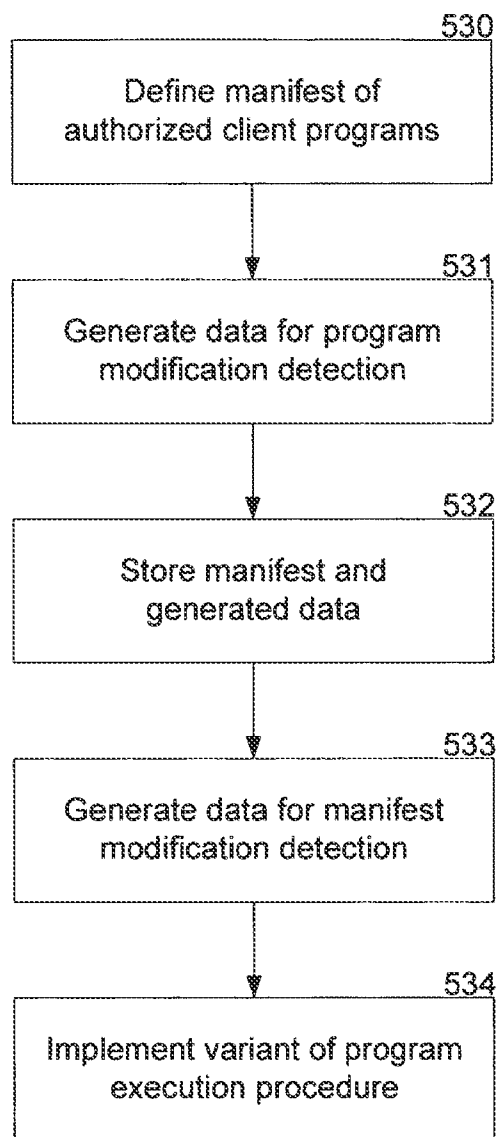 530
Define manifest of
authorized client programs
531
Generate data for program
modification detection
532
Store manifest and
generated data
533
Generate data for manifest
modification detection
534
Implement variant of program
execution procedure